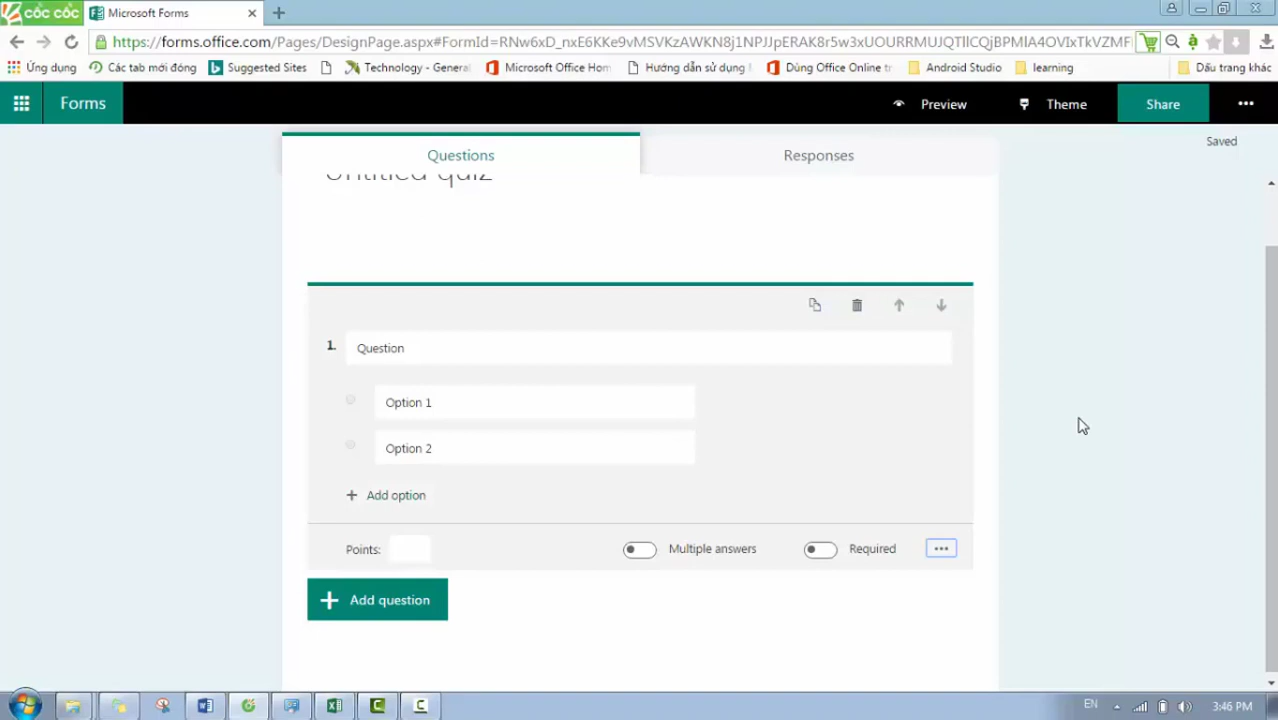 CỐC CỐC
Microsoft Forms
https://forms.office.com/Pages/DesignPage.aspx#FormId=
Ứng dụng
Các tab mới đóng
Suggested Sites
Technology - General
Microsoft Office Hom
Hướng dẫn sử dụng
Dùng Office Online tr
Android Studio
learning
Dấu trang khác
Forms
Preview
Theme
Share
Saved
Questions
Responses
Untitled quiz
1.
Question
Option 1
Option 2
Add option
Points:
Multiple answers
Required
Add question
EN
3:46 PM